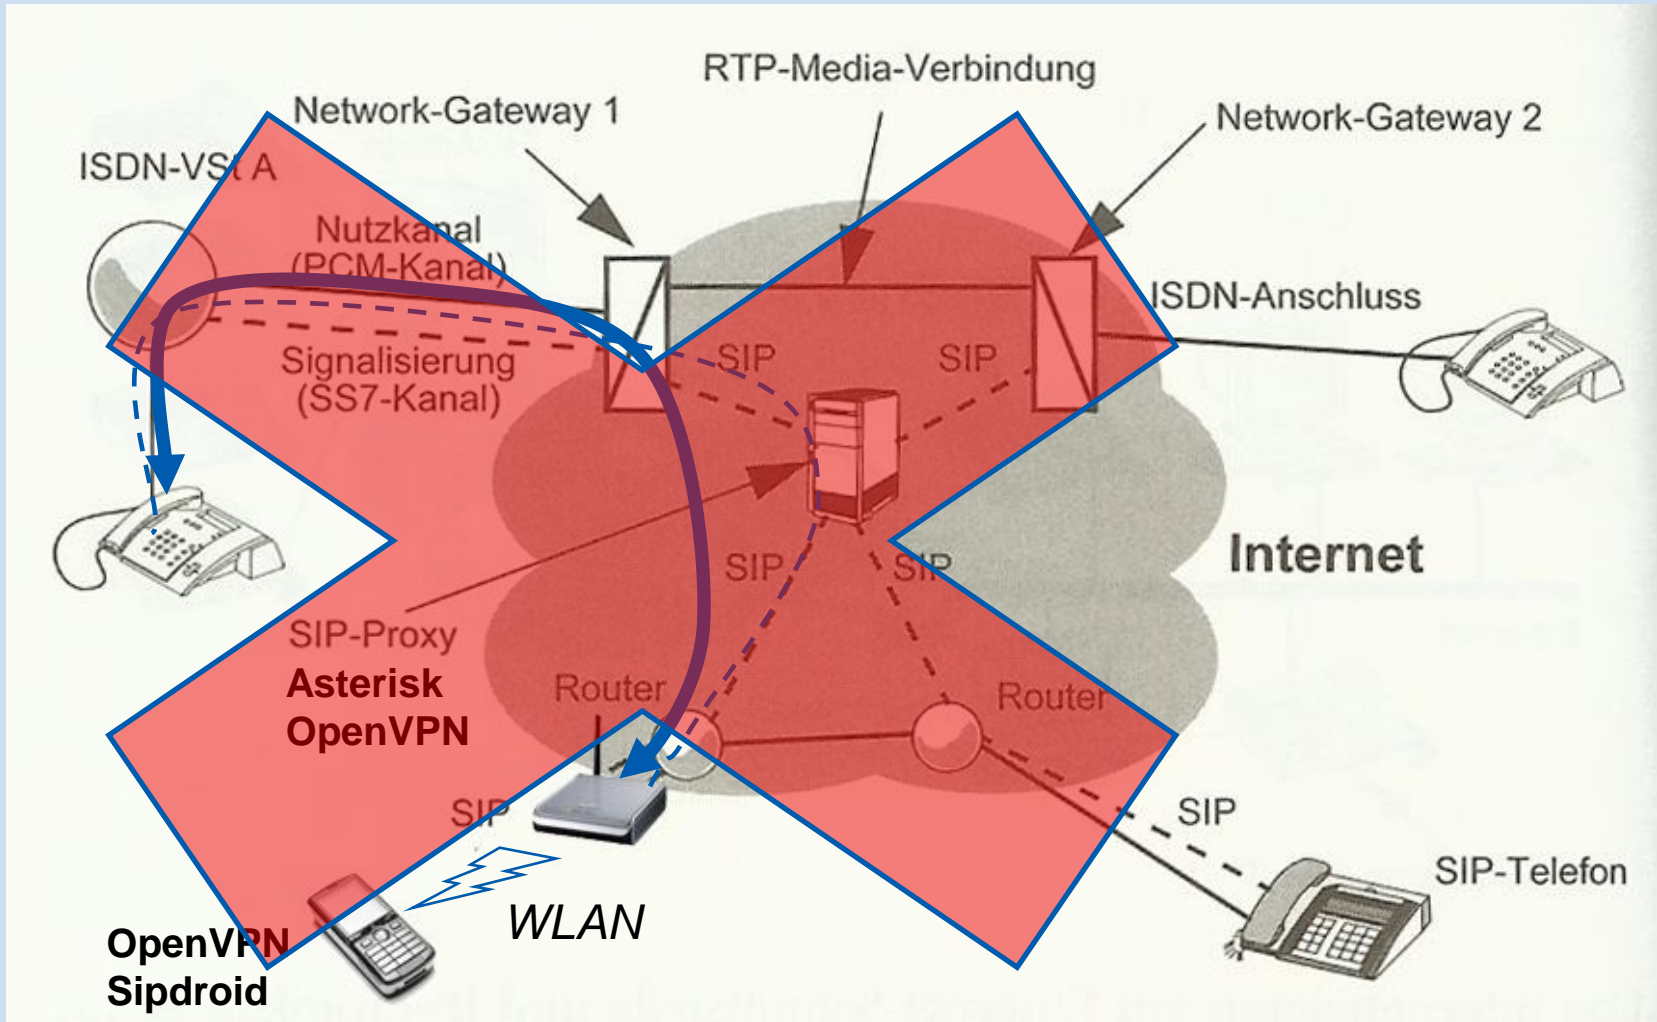 RTP-Media-Verbindung
Network-Gateway 1
Network-Gateway 2
ISDN-VSt A
Nutzkanal
(PCM-Kanal)
ISDN-Anschluss
Signalisierung
(SS7-Kanal)
SIP
SIP
SIP
SIP
Internet
SIP-Proxy
Asterisk
OpenVPN
Router
Router
SIP
SIP
SIP-Telefon
WLAN
OpenVPN
Sipdroid